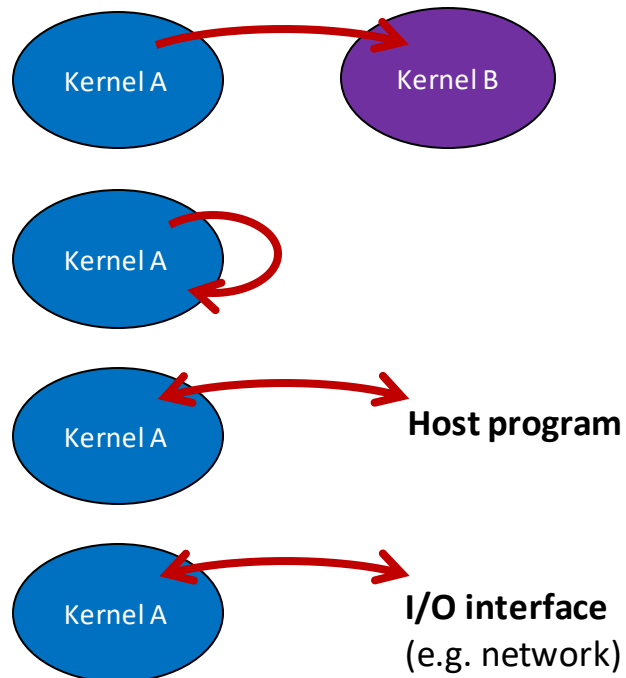 Kernel A
Kernel B
Kernel A
Kernel A
Host program
Kernel A
I/O interface
(e.g. network)